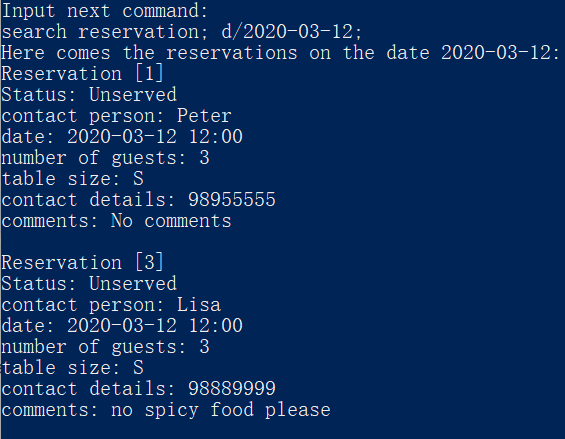 Input next command:
search reservation; d/2020-03-12;
Here comes the reservations on the date 2020-03-12:
Reservation [1]
Status: Unserved
contact person: Peter
date: 2020-03-12 12:00
number of guests: 3
table size: S
contact details: 98955555
comments: No comments
Reservation [3]
Status: Unserved
contact person: Lisa
date: 2020-03-12 12:00
number of guests: 3
table size: S
contact details: 98889999
comments: no spicy food please